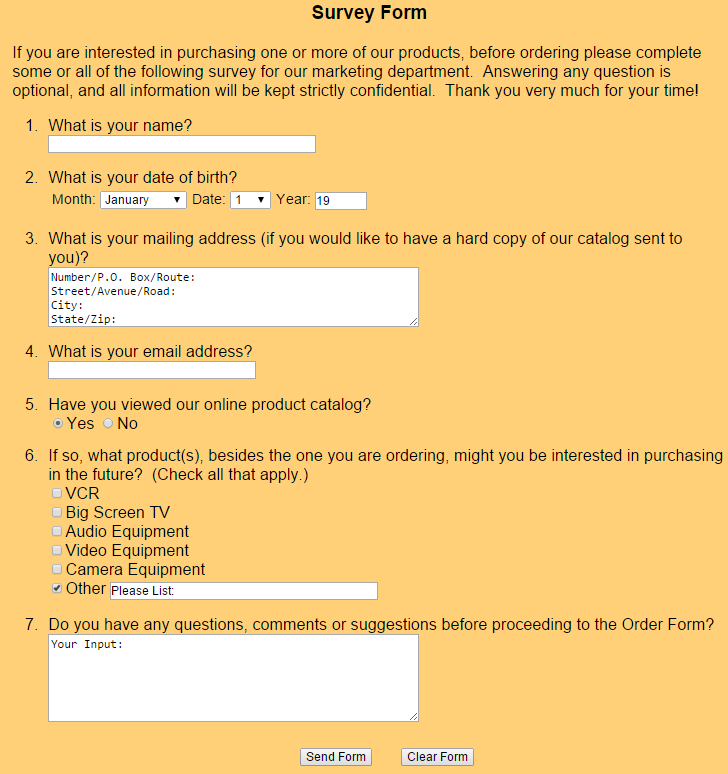 Survey Form
If you are interested in purchasing one or more of our products, before ordering please complete
some or all of the following survey for our marketing department.  Answering any question is
optional, and all information will be kept strictly confidential.  Thank you very much for your time!
1. What is your name?
2. What is your date of birth?
Month: January Date: 1 Year: 19
3. What is your mailing address (if you would like to have a hard copy of our catalog sent to
you)?
Number/P.O. Box/Route:
Street/Avenue/Road:
City:
State/Zip:
4. What is your email address?
5. Have you viewed our online product catalog?
Yes No
6. If so, what product(s), besides the one you are ordering, might you be interested in purchasing
in the future?  (Check all that apply.)
VCR
Big Screen TV
Audio Equipment
Video Equipment
Camera Equipment
Other Please List:
7. Do you have any questions, comments or suggestions before proceeding to the Order Form?
Your Input:
Send Form Clear Form